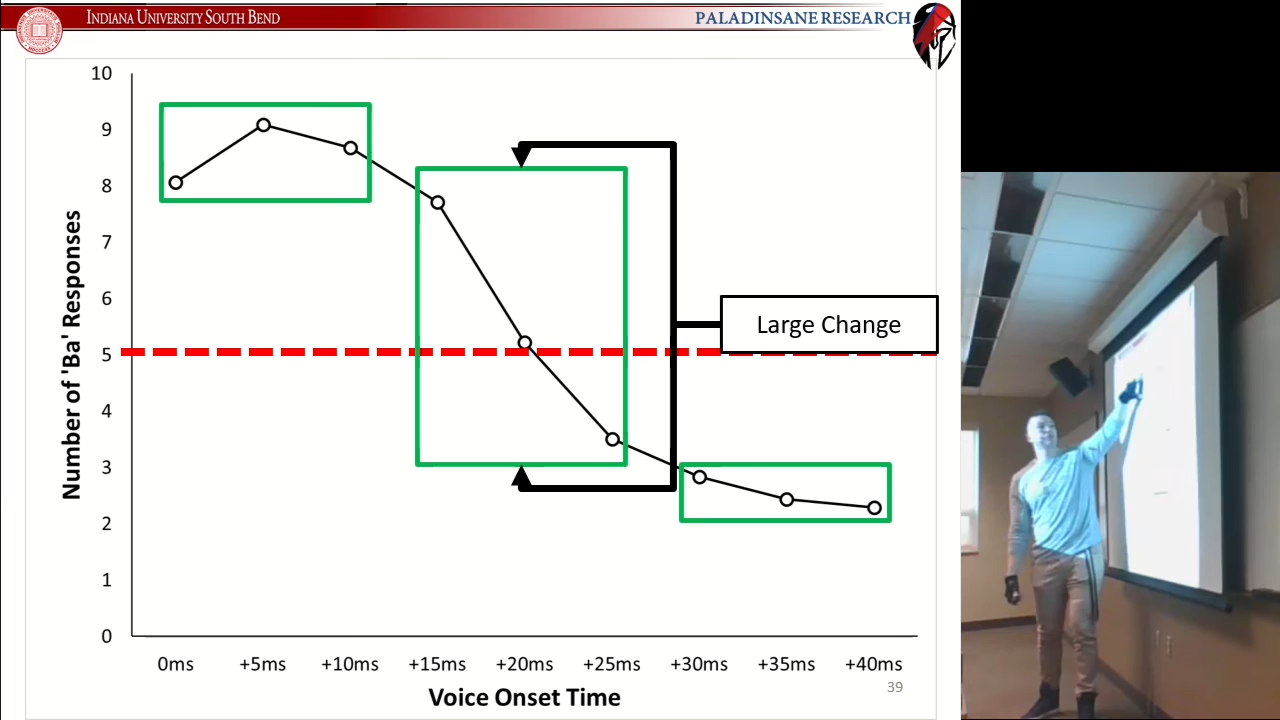 INDIANA UNIVERSITY SOUTH BEND
PALADINSANE RESEARCH
10
9
8
7
6
5
4
3
2
1
0
Number of 'Ba' Responses
Large Change
0ms +5ms +10ms +15ms +20ms +25ms +30ms +35ms +40ms
Voice Onset Time
39